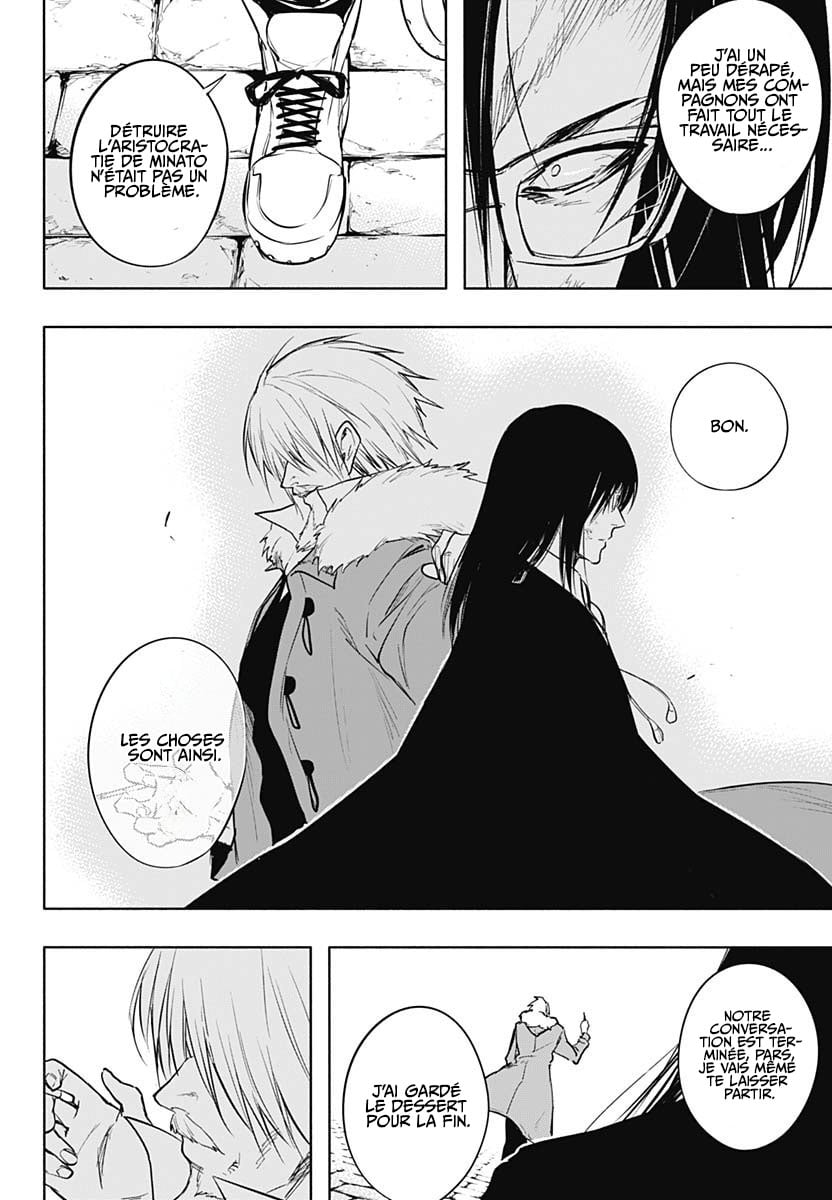 J'AI UN
PEU DÉRAPÉ,
MAIS MES COM-
PAGNONS ONT
FAIT TOUT LE
TRAVAIL NÉCES-
SAIRE...
DÉTRUIRE
L'ARISTOCRA-
TIE DE MINATO
N'ÉTAIT PAS UN
PROBLÈME.
BON.
LES CHOSES
SONT AINSI.
NOTRE
CONVERSA-
TION EST TER-
MINÉE, PARS,
JE VAIS MÊME
TE LAISSER
PARTIR.
J'AI GARDÉ
LE DESSERT
POUR LA FIN.